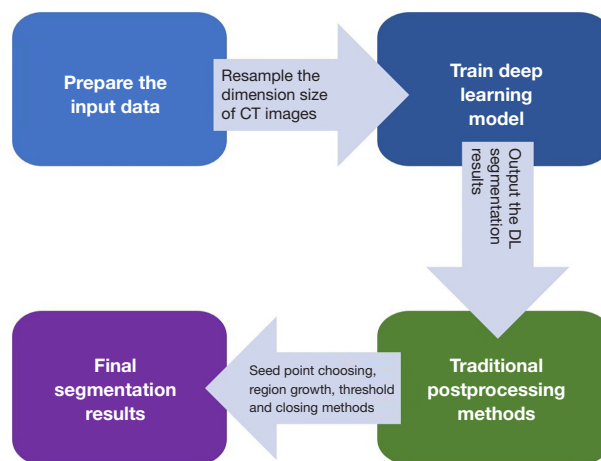 Prepare the
input data
Resample the
dimension size
of CT images
Train deep
learning
model
Output the DL
segmentation
results
Traditional
postprocessing
methods
Seed point choosing,
region growth, threshold
and closing methods
Final
segmentation
results